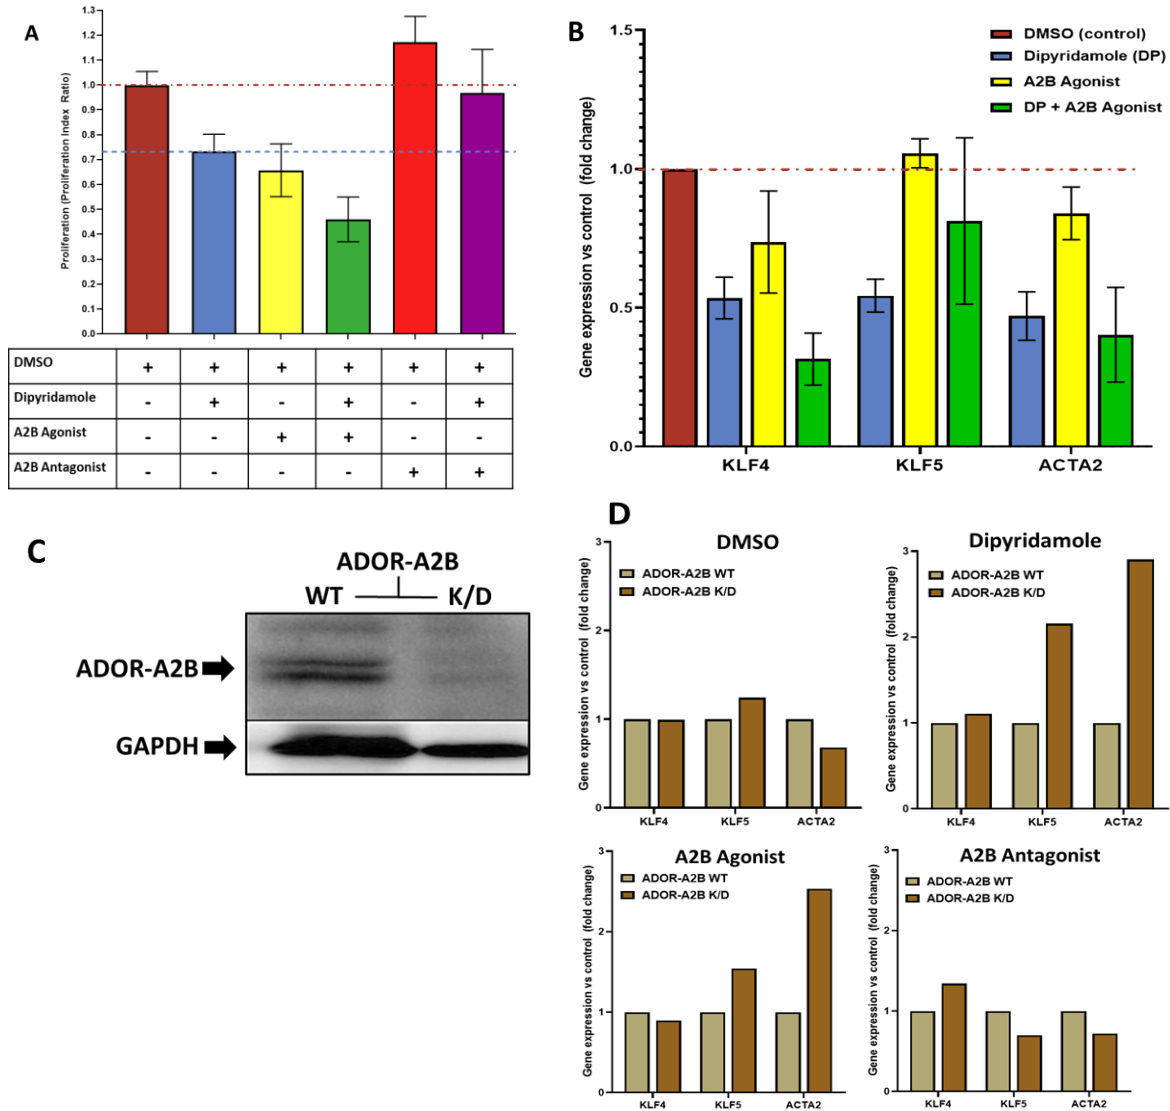 A
Proliferation (Proliferation Index Ratio)
1.3
1.2
1.1
1.0
0.9
0.8
0.7
0.6
0.5
0.4
0.3
0.2
0.1
0.0
DMSO + + + + + +
Dipyridamole - + - + - +
A2B Agonist - - + + - -
A2B Antagonist - - - - + +
B
Gene expression vs control (fold change)
1.5
1.0
0.5
0.0
DMSO (control)
Dipyridamole (DP)
A2B Agonist
DP + A2B Agonist
KLF4 KLF5 ACTA2
C
ADOR-A2B
WT K/D
ADOR-A2B
GAPDH
D
DMSO
Gene expression vs control (fold change)
3
2
1
0
ADOR-A2B WT
ADOR-A2B K/D
KLF4 KLF5 ACTA2
Dipyridamole
Gene expression vs control (fold change)
3
2
1
0
ADOR-A2B WT
ADOR-A2B K/D
KLF4 KLF5 ACTA2
A2B Agonist
Gene expression vs control (fold change)
3
2
1
0
ADOR-A2B WT
ADOR-A2B K/D
KLF4 KLF5 ACTA2
A2B Antagonist
Gene expression vs control (fold change)
3
2
1
0
ADOR-A2B WT
ADOR-A2B K/D
KLF4 KLF5 ACTA2